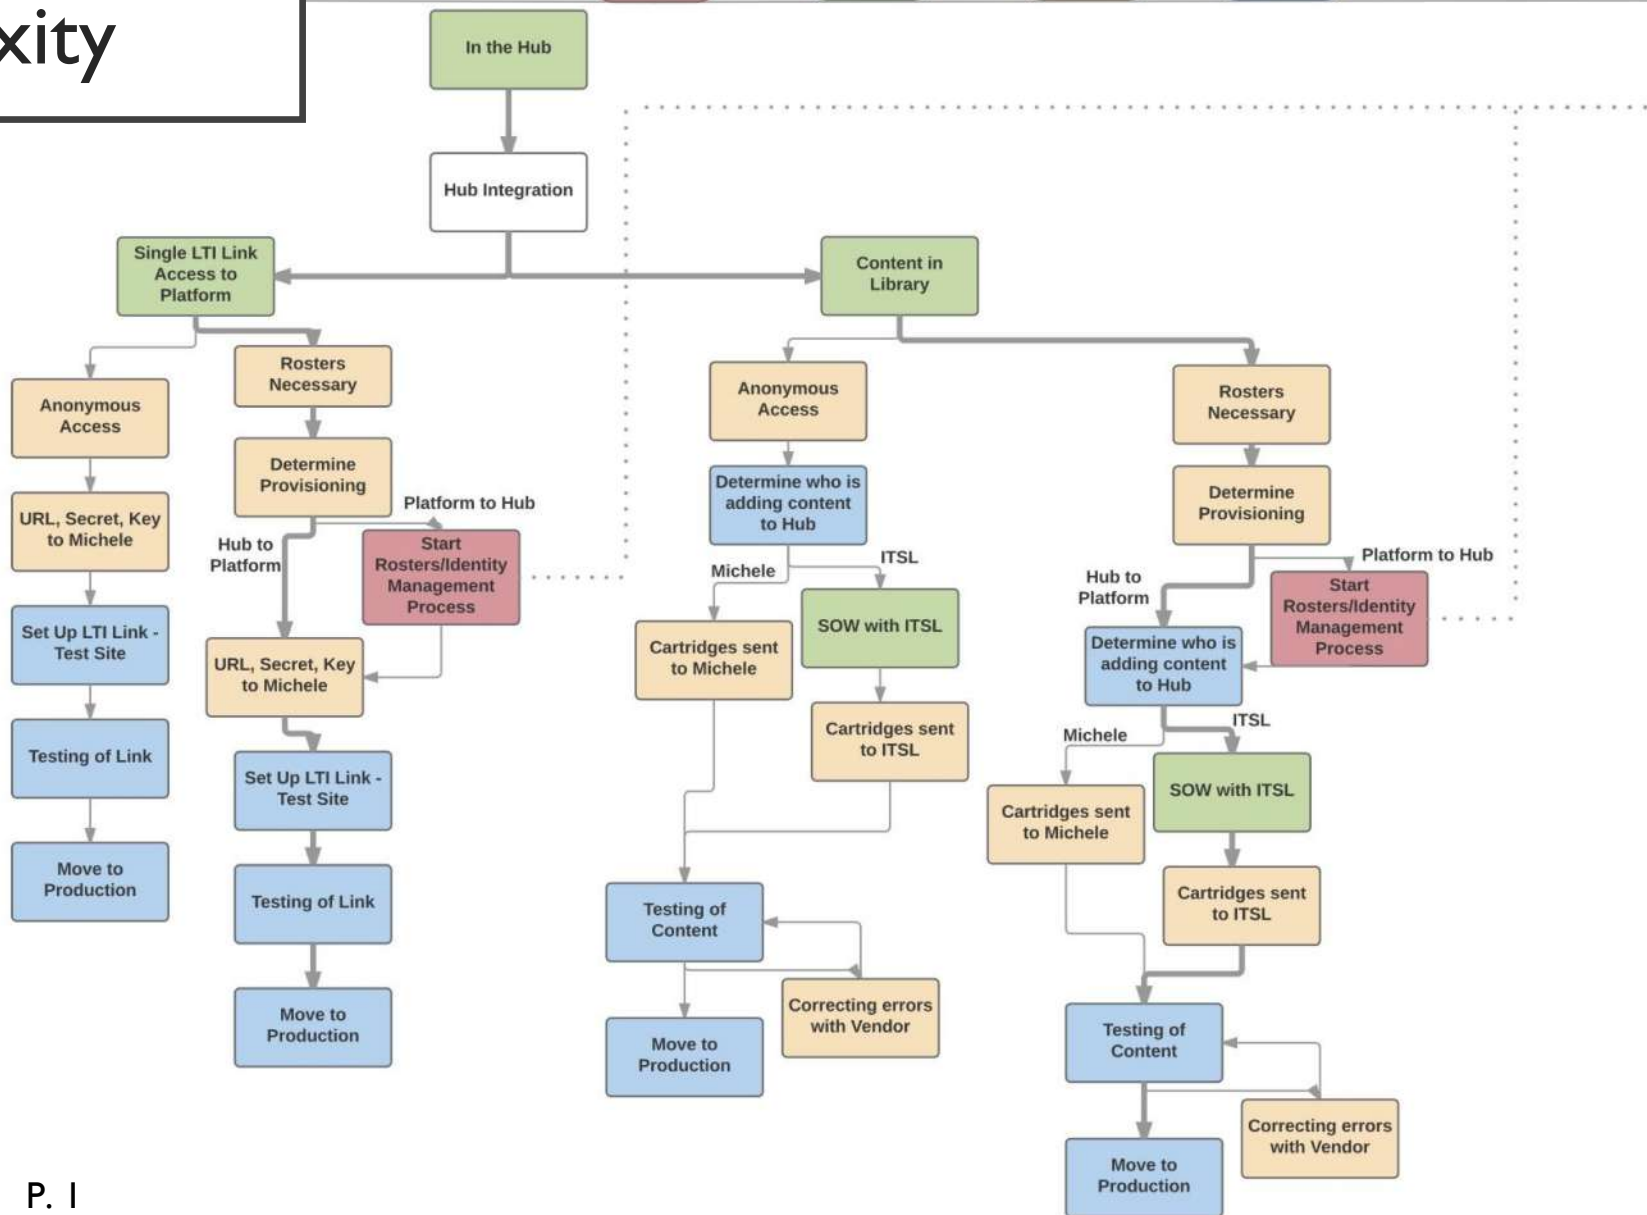 xity
In the Hub
Hub Integration
Single LTI Link
Access to
Platform
Content in
Library
Anonymous
Access
URL, Secret, Key
to Michele
Set Up LTI Link -
Test Site
Testing of Link
Move to
Production
Rosters
Necessary
Determine
Provisioning
Platform to Hub
Hub to
Platform
Start
Rosters/Identity
Management
Process
URL, Secret, Key
to Michele
Set Up LTI Link -
Test Site
Testing of Link
Move to
Production
Anonymous
Access
Determine who is
adding content
to Hub
Michele
ITSL
Cartridges sent
to Michele
SOW with ITSL
Cartridges sent
to ITSL
Testing of
Content
Correcting errors
with Vendor
Move to
Production
Rosters
Necessary
Determine
Provisioning
Platform to Hub
Hub to
Platform
Start
Rosters/Identity
Management
Process
Determine who is
adding content
to Hub
Michele
ITSL
Cartridges sent
to Michele
SOW with ITSL
Cartridges sent
to ITSL
Testing of
Content
Correcting errors
with Vendor
Move to
Production
P. 1